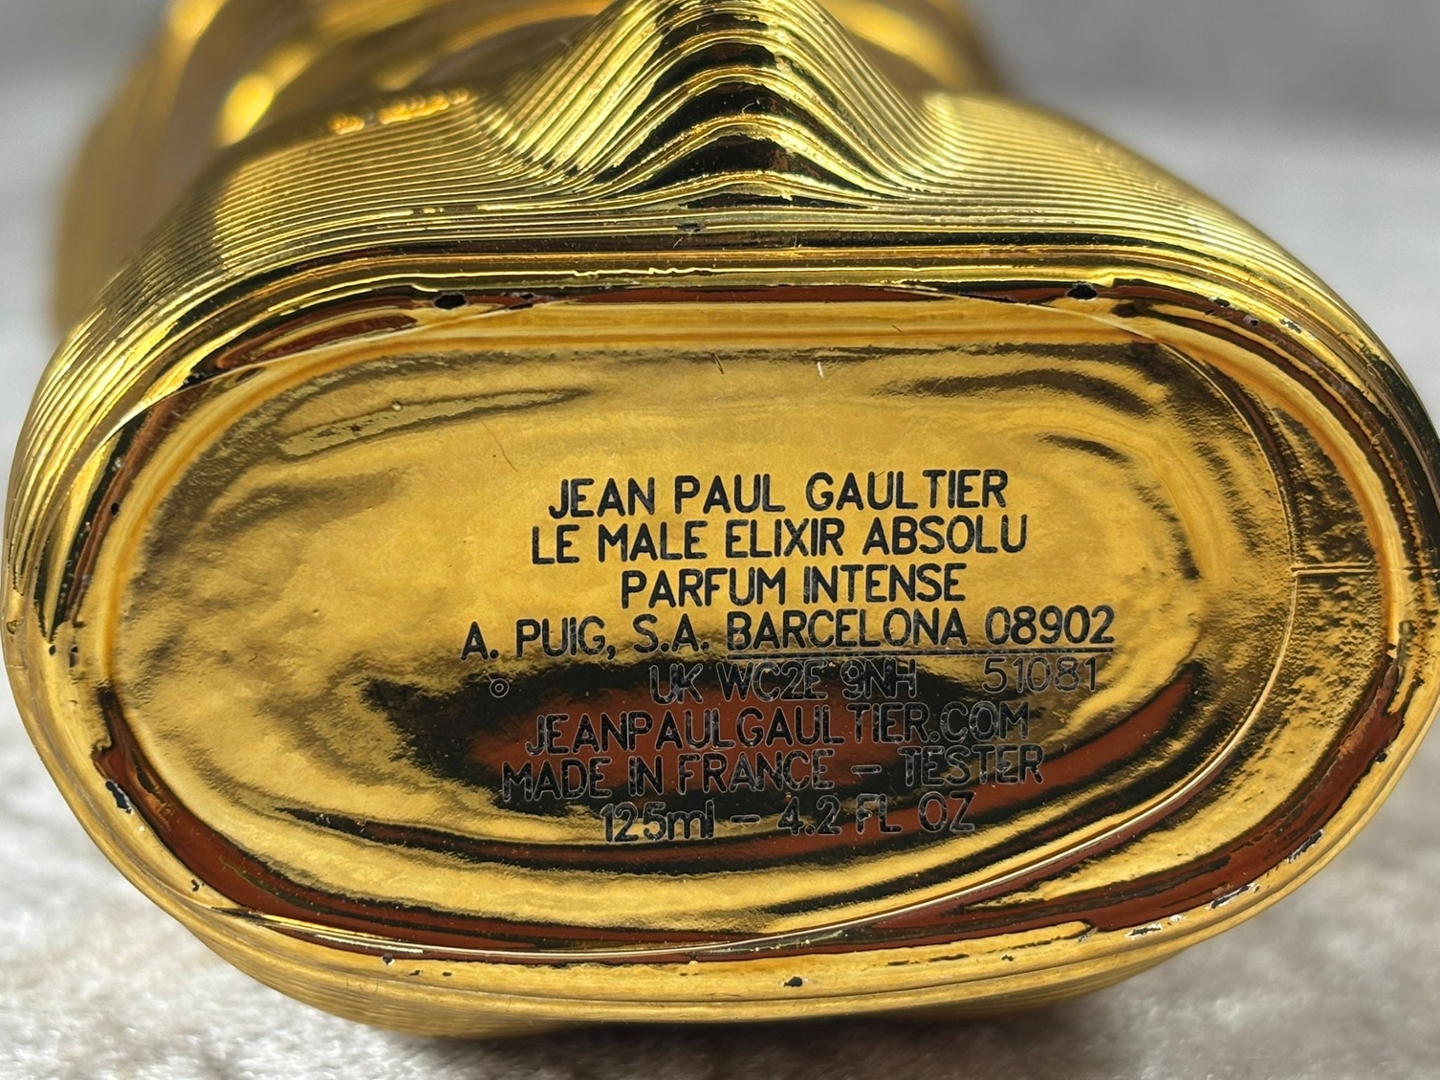 JEAN PAUL GAULTIER
LE MALE ELIXIR ABSOLU
PARFUM INTENSE
A. PUIG, S.A. BARCELONA 08902
UK WC2E 9NH 51081
JEANPAULGAULTIER.COM
MADE IN FRANCE - TESTER
125ml - 4.2 FL OZ